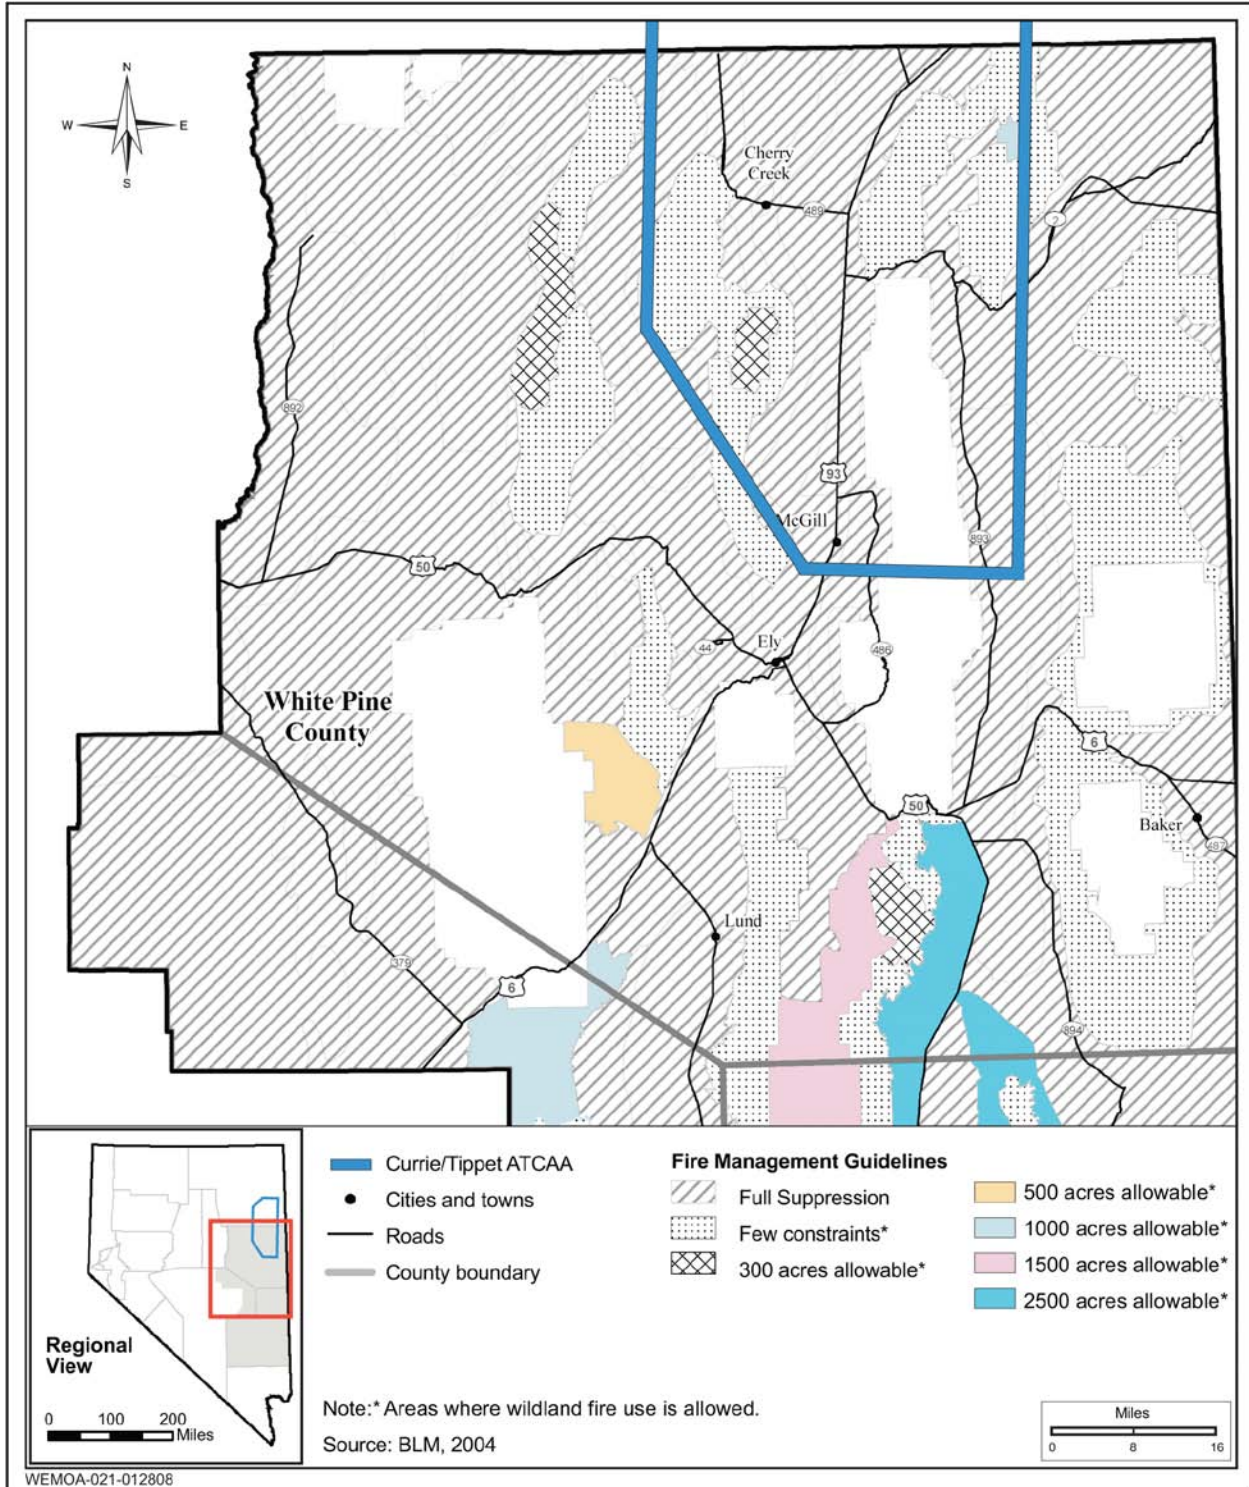 N
W E
S
Cherry
Creek
489
2
892
93
McGill
893
50
Ely
44
486
White Pine
County
6
50
Baker
487
Lund
379
6
894
Regional
View
0 100 200
Miles
Currie/Tippet ATCAA
Cities and towns
Roads
County boundary
Fire Management Guidelines
Full Suppression
Few constraints*
300 acres allowable*
500 acres allowable*
1000 acres allowable*
1500 acres allowable*
2500 acres allowable*
Note:* Areas where wildland fire use is allowed.
Source: BLM, 2004
Miles
0 8 16
WEMOA-021-012808